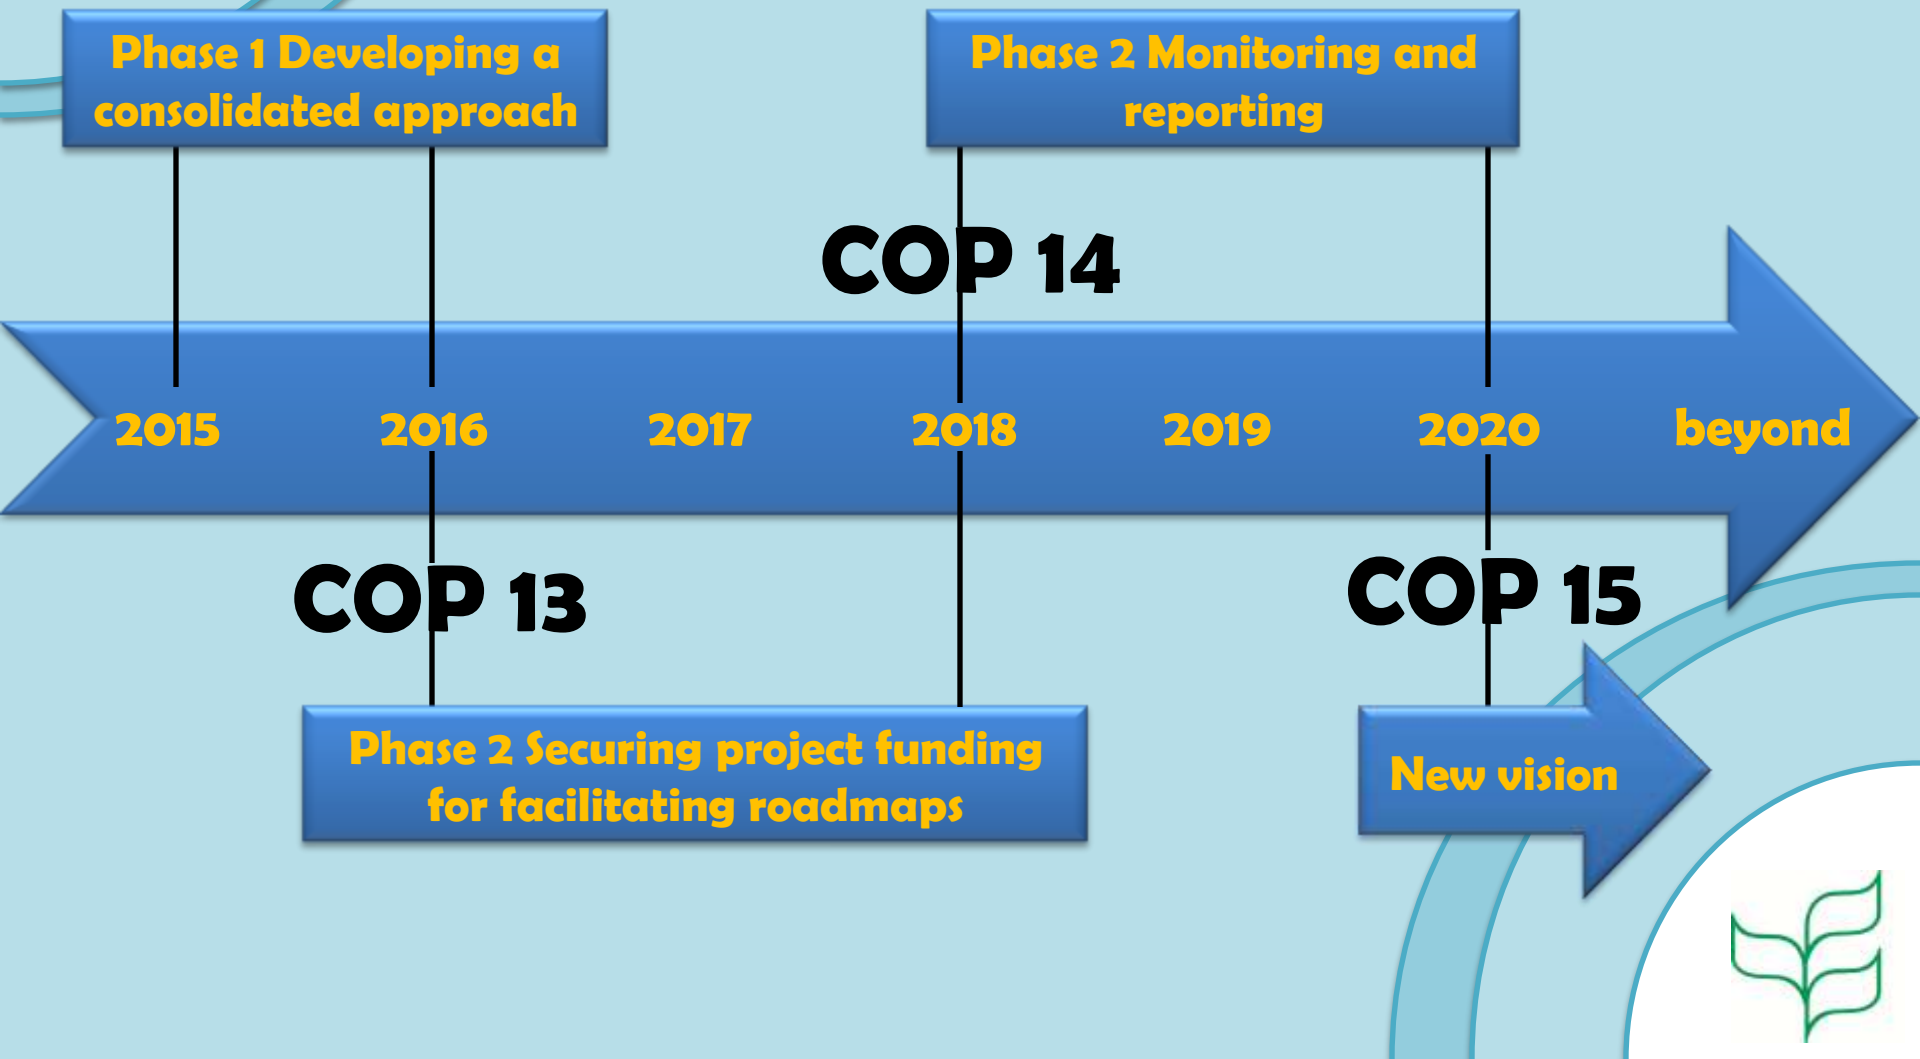 Phase 1 Developing a
consolidated approach
Phase 2 Monitoring and
reporting
COP 14
2015
2016
2017
2018
2019
2020
beyond
COP 13
COP 15
Phase 2 Securing project funding
for facilitating roadmaps
New vision